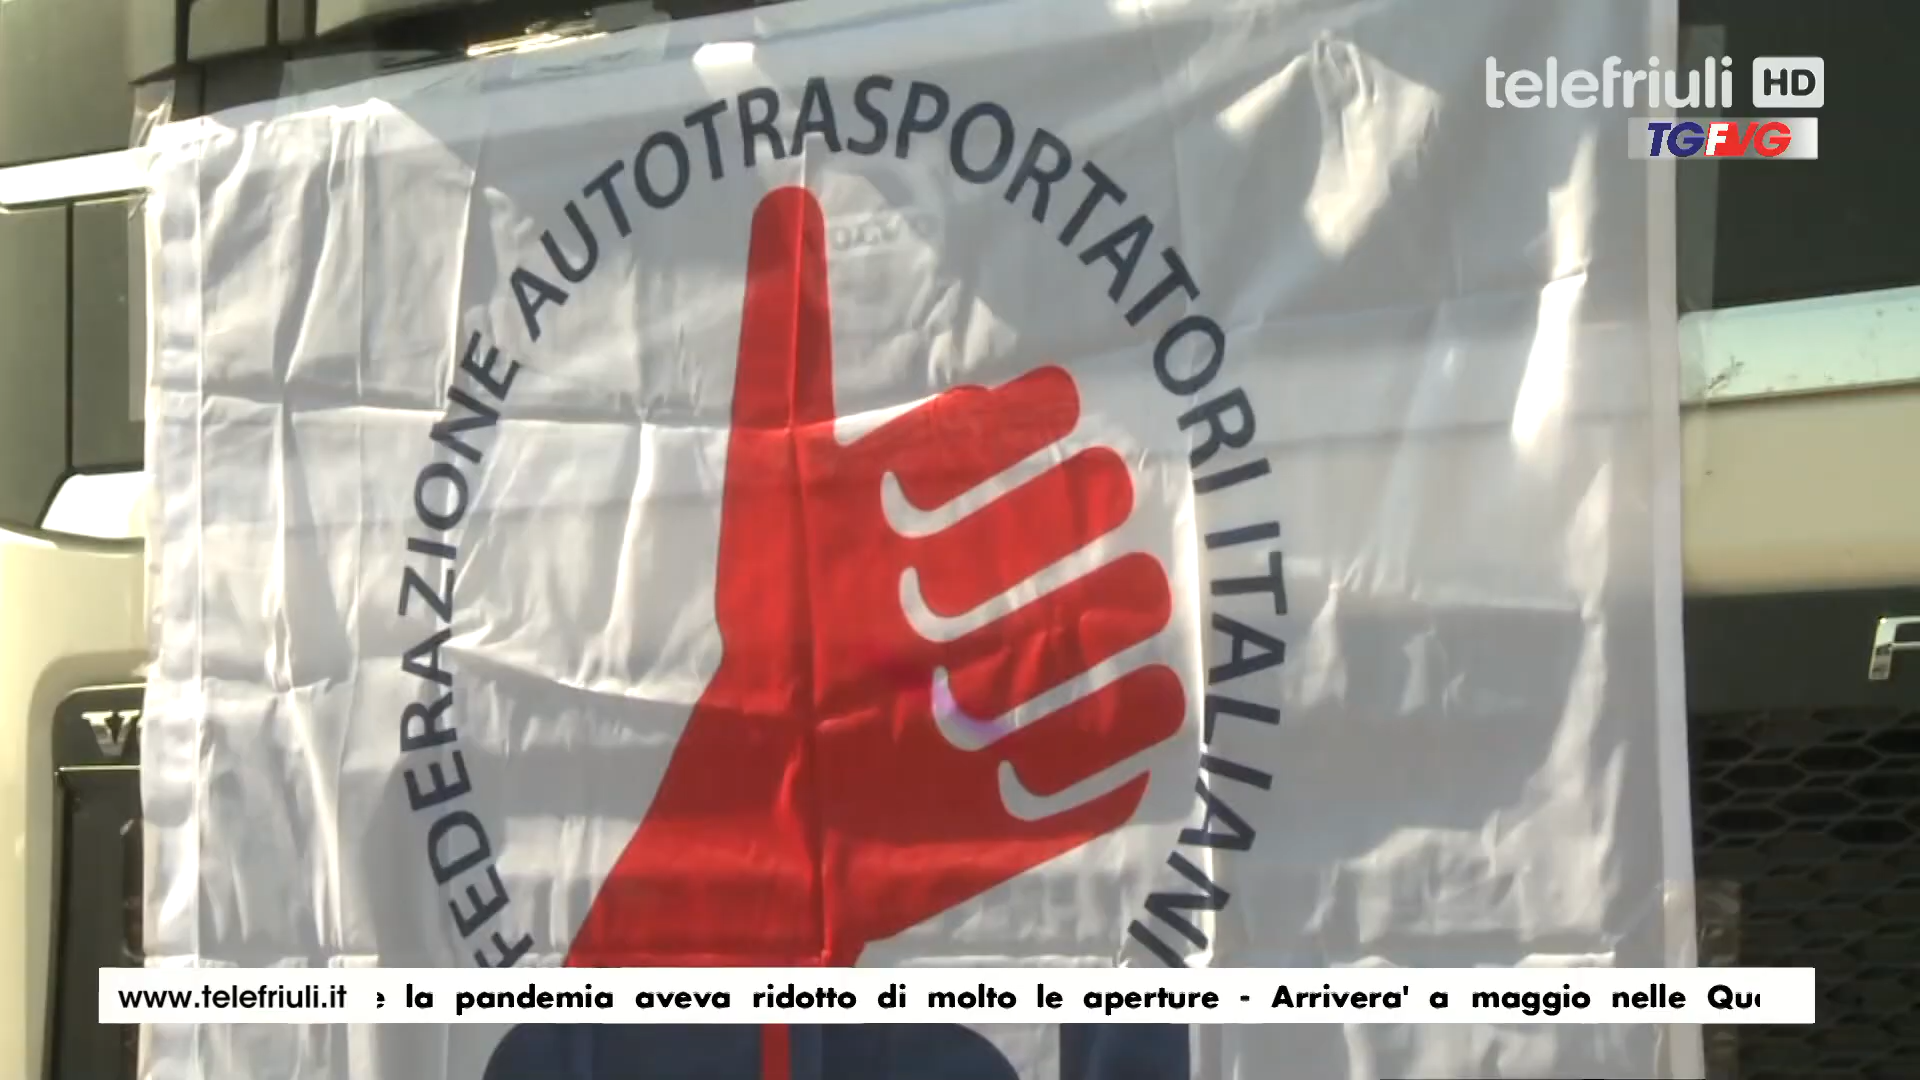 telefriuli HD
TGFVG
FEDERAZIONE AUTOTRASPORTATORI ITALIANI
www.telefriuli.it la pandemia aveva ridotto di molto le aperture - Arrivera' a maggio nelle